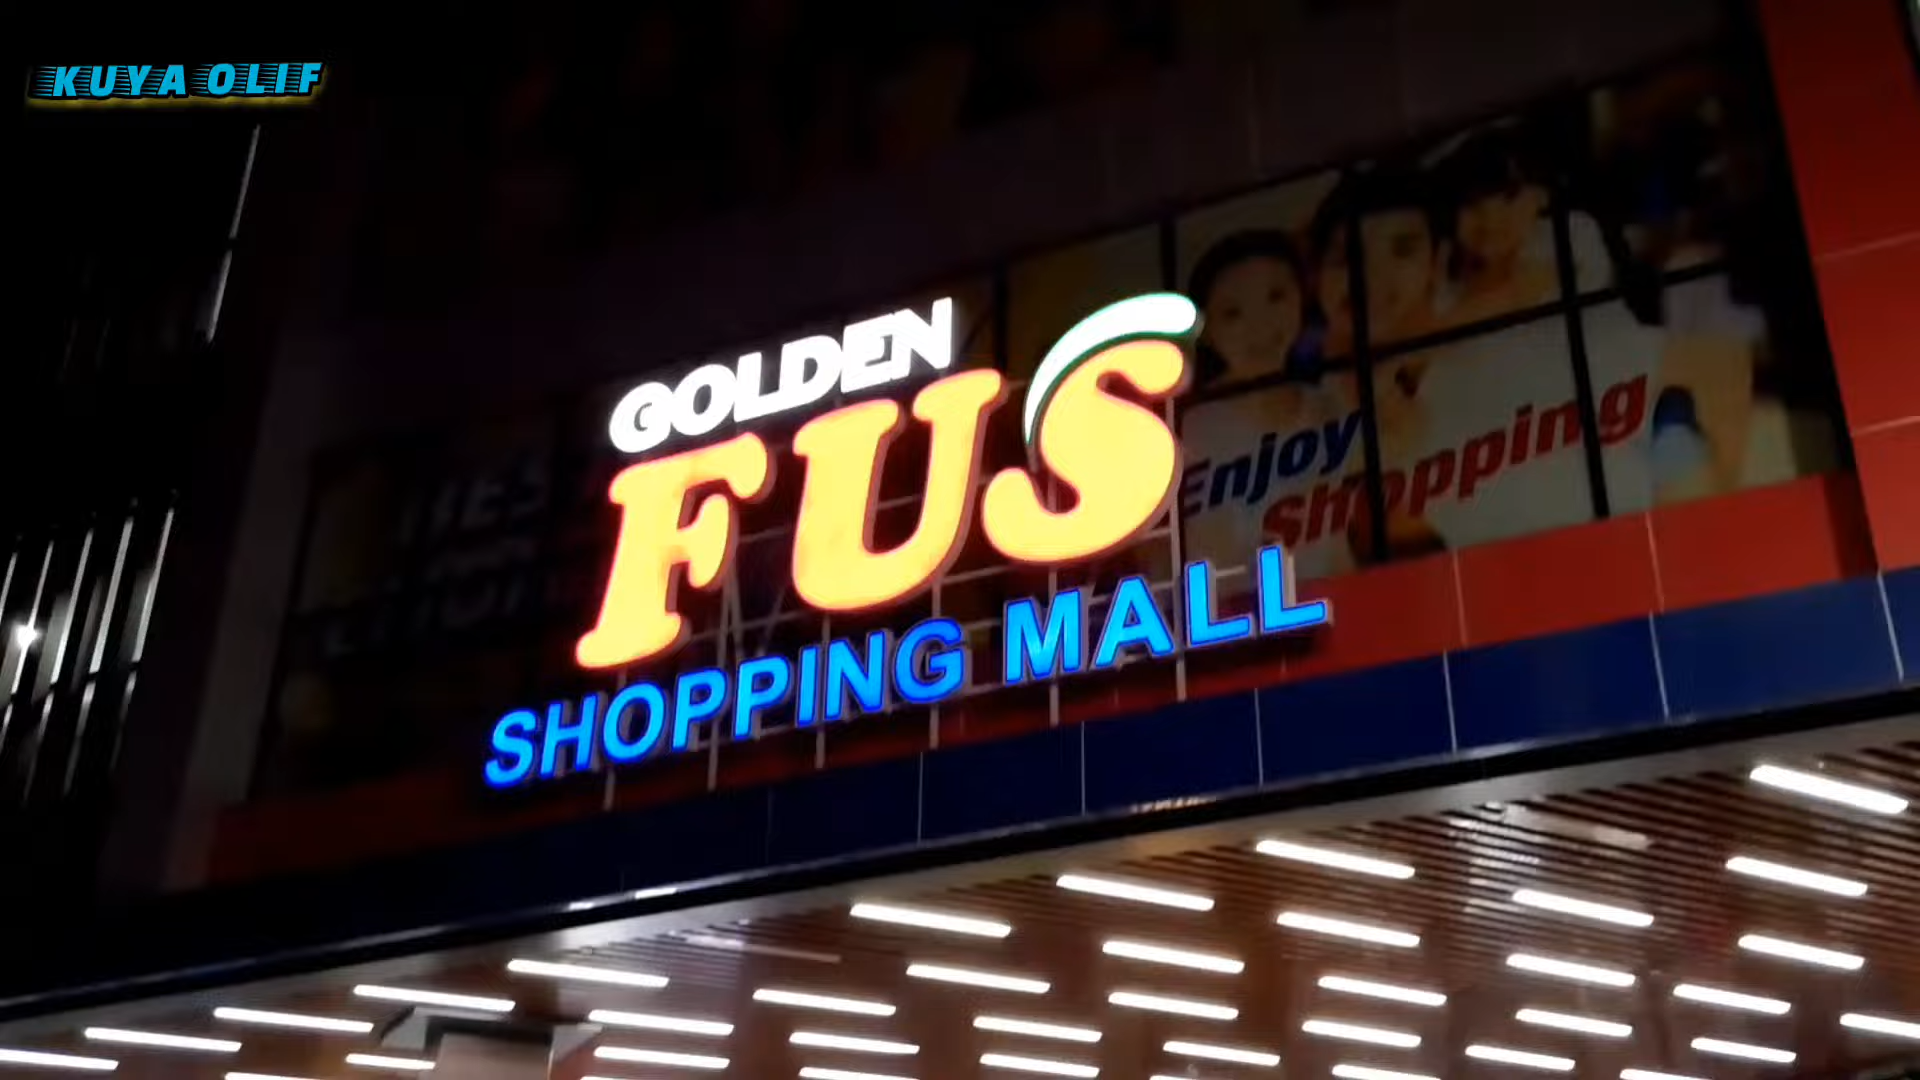 KUYA OLIF
GOLDEN
FUS
SHOPPING MALL
Enjoy
Shopping